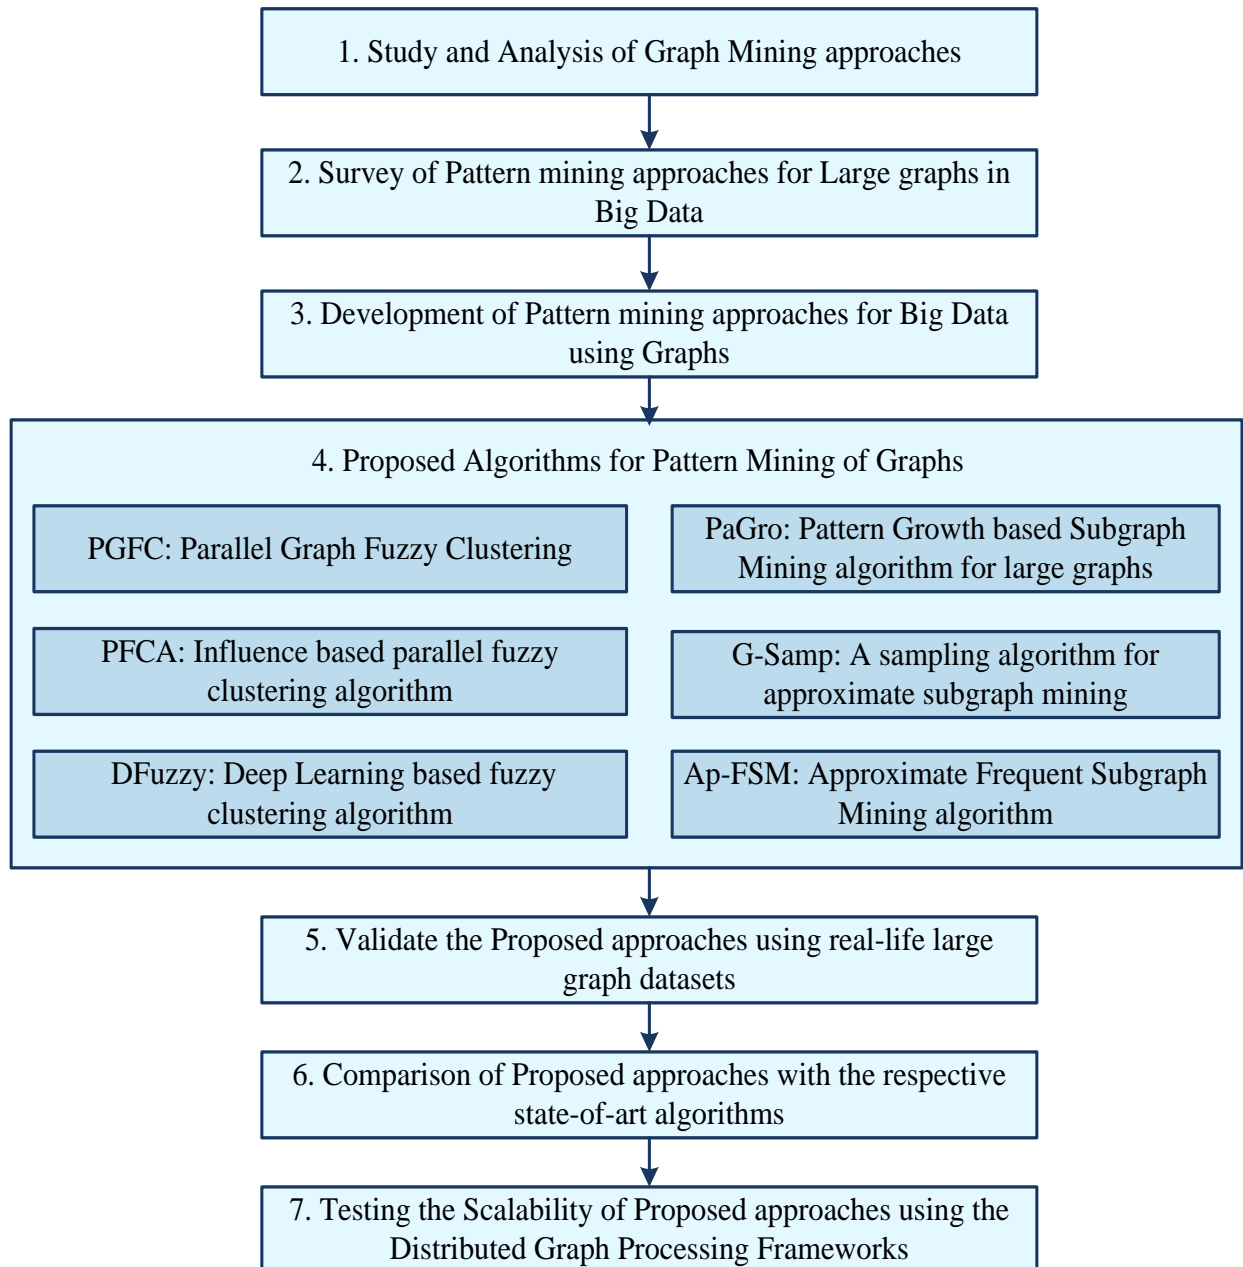 1. Study and Analysis of Graph Mining approaches
2. Survey of Pattern mining approaches for Large graphs in
Big Data
3. Development of Pattern mining approaches for Big Data
using Graphs
4. Proposed Algorithms for Pattern Mining of Graphs
PGFC: Parallel Graph Fuzzy Clustering
PaGro: Pattern Growth based Subgraph
Mining algorithm for large graphs
PFCA: Influence based parallel fuzzy
clustering algorithm
G-Samp: A sampling algorithm for
approximate subgraph mining
DFuzzy: Deep Learning based fuzzy
clustering algorithm
Ap-FSM: Approximate Frequent Subgraph
Mining algorithm
5. Validate the Proposed approaches using real-life large
graph datasets
6. Comparison of Proposed approaches with the respective
state-of-art algorithms
7. Testing the Scalability of Proposed approaches using the
Distributed Graph Processing Frameworks